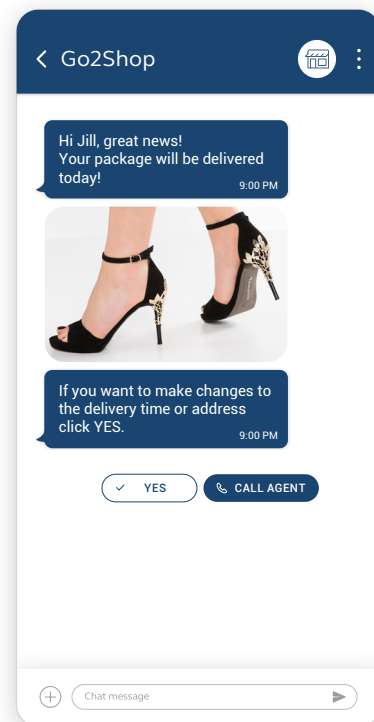 Go2Shop
Hi Jill, great news!
Your package will be delivered
today!
9:00 PM
If you want to make changes to
the delivery time or address
click YES.
9:00 PM
YES
CALL AGENT
Chat message